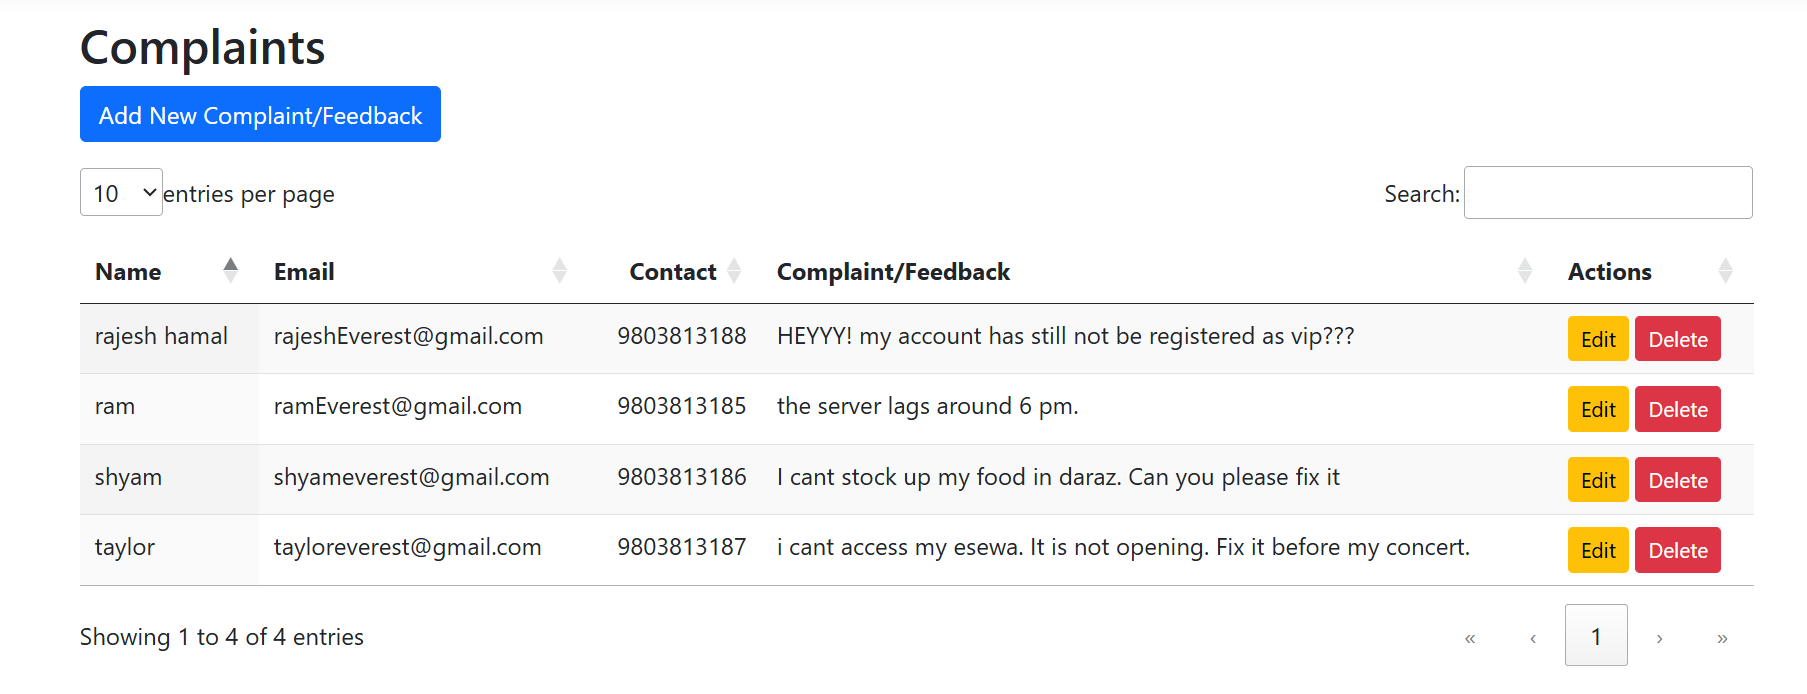 Complaints
Add New Complaint/Feedback
10 entries per page Search:
Name Email Contact Complaint/Feedback Actions
rajesh hamal rajeshEverest@gmail.com 9803813188 HEYYY! my account has still not be registered as vip??? Edit Delete
ram ramEverest@gmail.com 9803813185 the server lags around 6 pm. Edit Delete
shyam shyameverest@gmail.com 9803813186 I cant stock up my food in daraz. Can you please fix it Edit Delete
taylor tayloreverest@gmail.com 9803813187 i cant access my esewa. It is not opening. Fix it before my concert. Edit Delete
Showing 1 to 4 of 4 entries « ‹ 1 › »